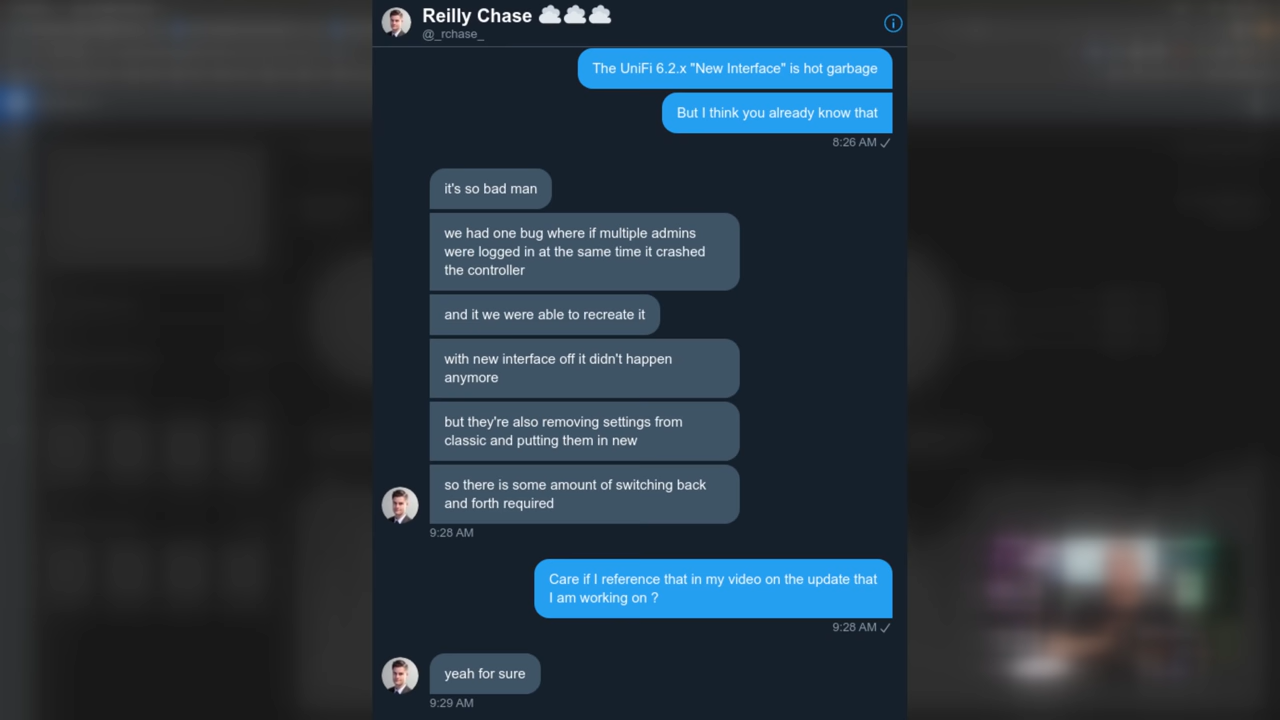 Reilly Chase ☁️☁️☁️
@_rchase_
The UniFi 6.2.x "New Interface" is hot garbage
But I think you already know that
8:26 AM ✓
it's so bad man
we had one bug where if multiple admins
were logged in at the same time it crashed
the controller
and it we were able to recreate it
with new interface off it didn't happen
anymore
but they're also removing settings from
classic and putting them in new
so there is some amount of switching back
and forth required
9:28 AM
Care if I reference that in my video on the update that
I am working on ?
9:28 AM ✓
yeah for sure
9:29 AM